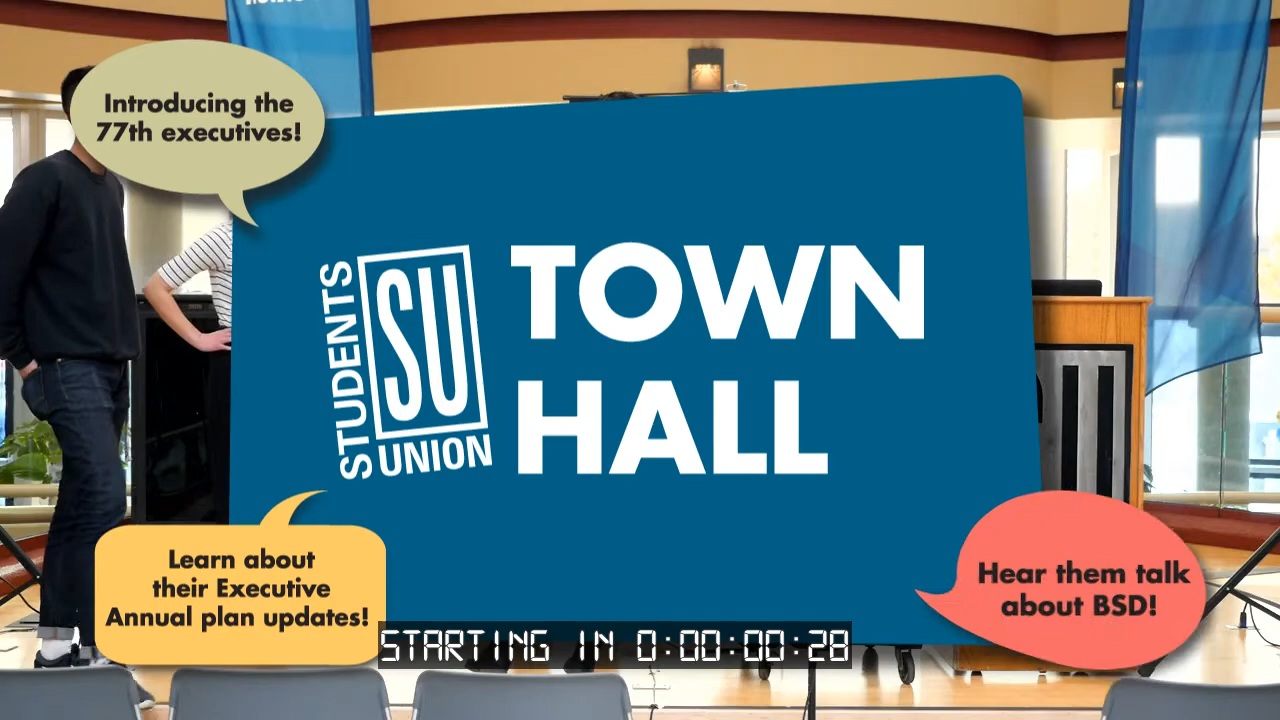 Introducing the
77th executives!
STUDENTS
SU
UNION
TOWN
HALL
Learn about
their Executive
Annual plan updates!
Hear them talk
about BSD!
STARTING IN 0:00:00:28